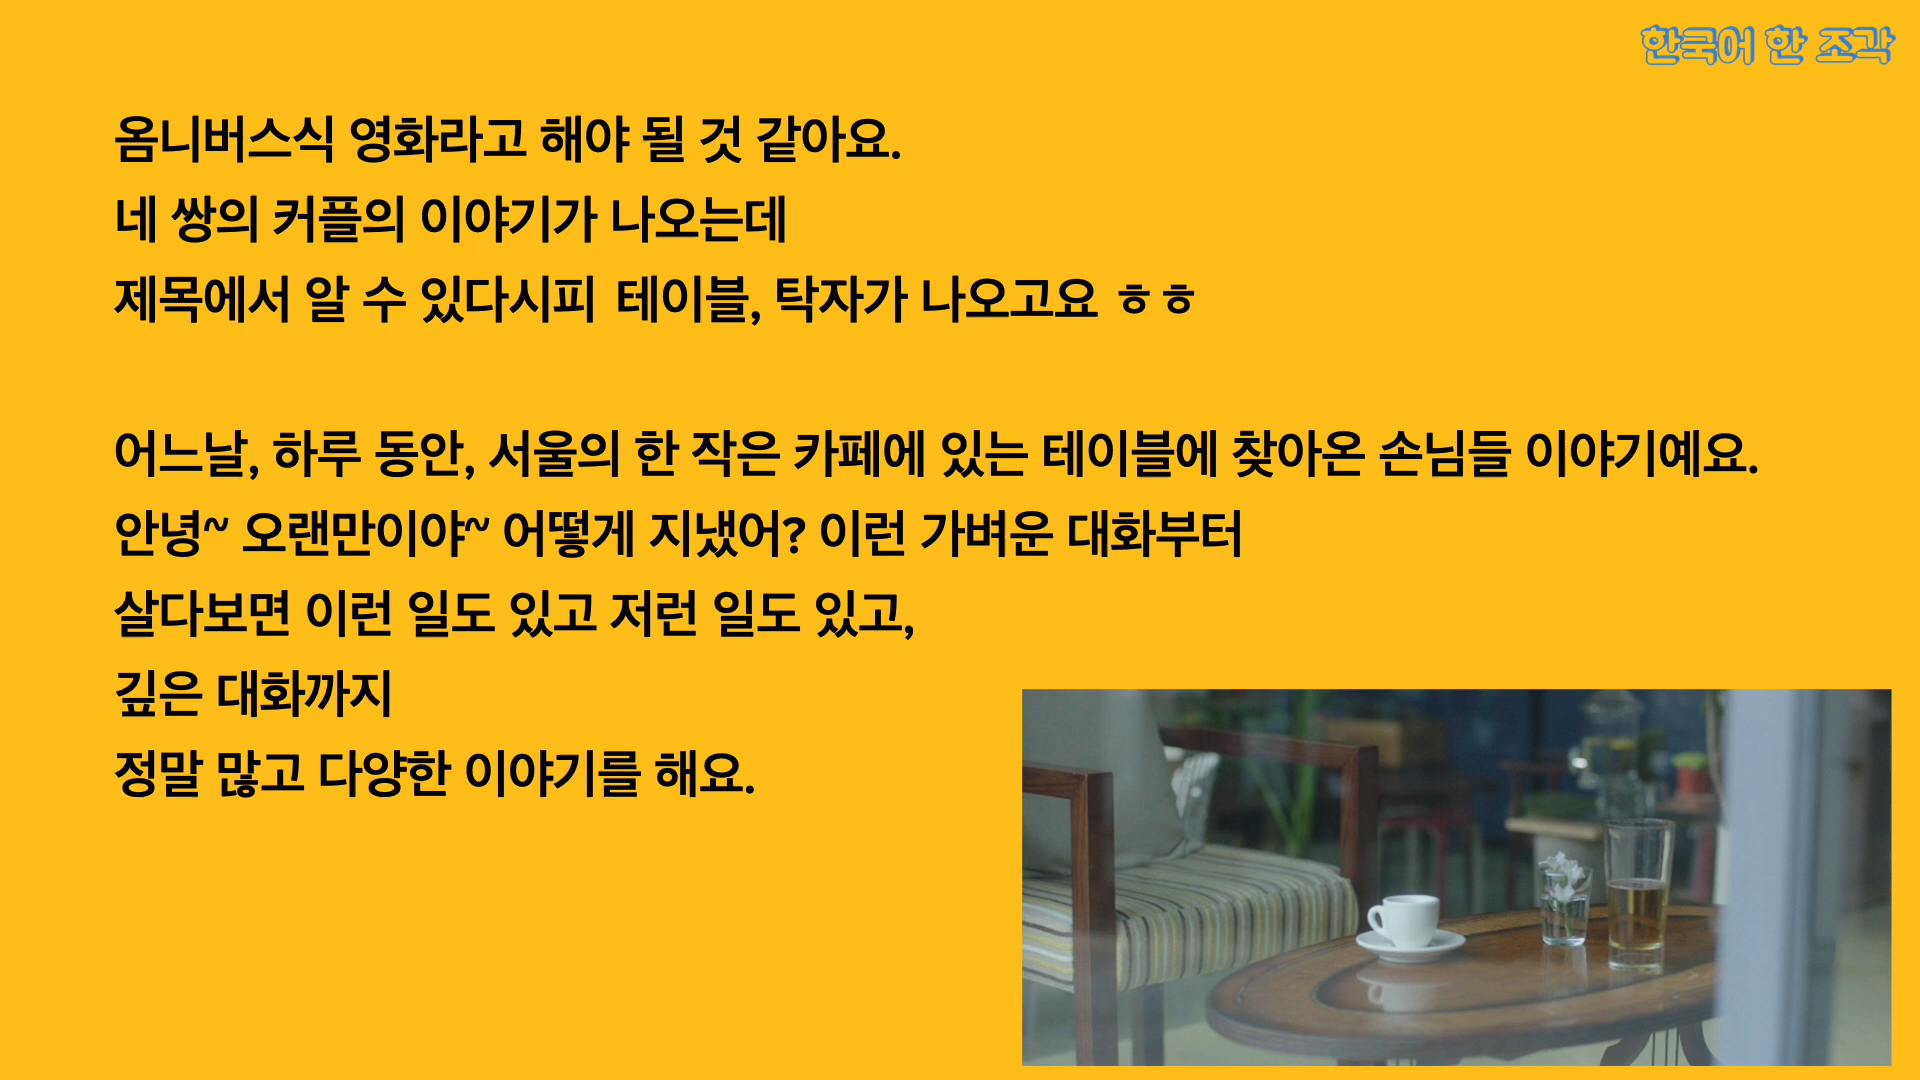 한국어 한 조각
옴니버스식 영화라고 해야 될 것 같아요.
네 쌍의 커플의 이야기가 나오는데
제목에서 알 수 있다시피 테이블, 탁자가 나오고요 ㅎㅎ
어느날, 하루 동안, 서울의 한 작은 카페에 있는 테이블에 찾아온 손님들 이야기예요.
안녕~ 오랜만이야~ 어떻게 지냈어? 이런 가벼운 대화부터
살다보면 이런 일도 있고 저런 일도 있고,
깊은 대화까지
정말 많고 다양한 이야기를 해요.